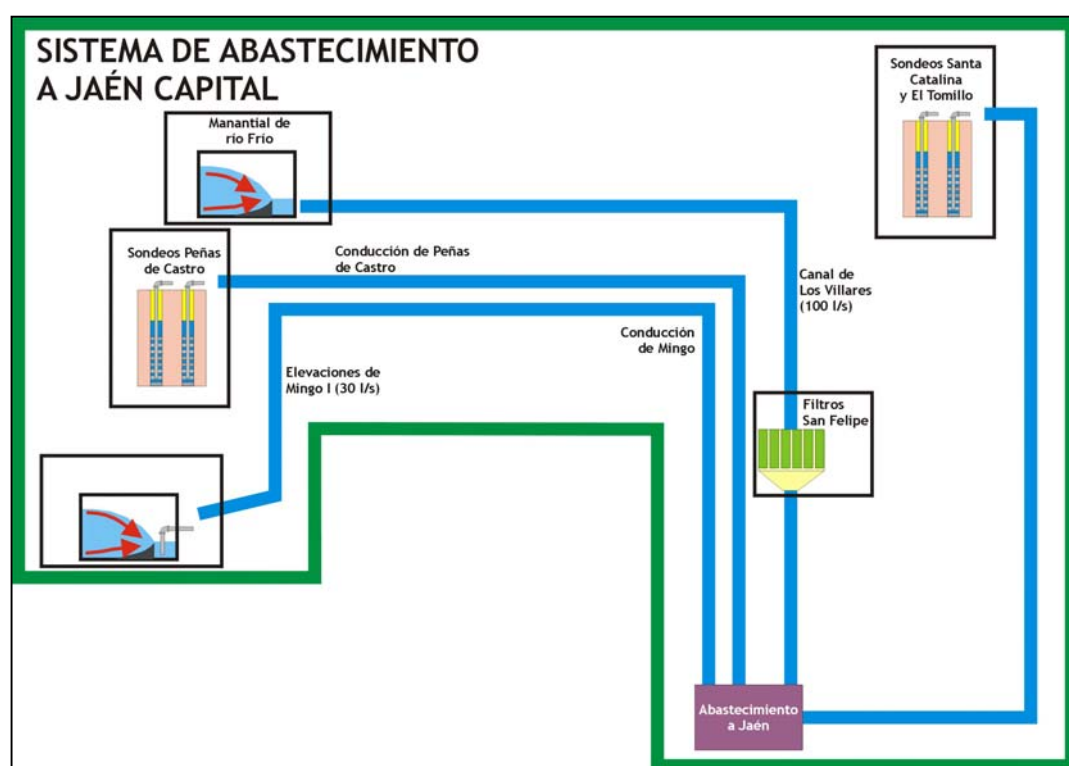 SISTEMA DE ABASTECIMIENTO
A JAÉN CAPITAL
Sondeos Santa
Catalina
y El Tomillo
Manantial de
río Frío
Sondeos Peñas
de Castro
Conducción de Peñas
de Castro
Canal de
Los Villares
(100 l/s)
Conducción
de Mingo
Elevaciones de
Mingo I (30 l/s)
Filtros
San Felipe
Abastecimiento
a Jaén